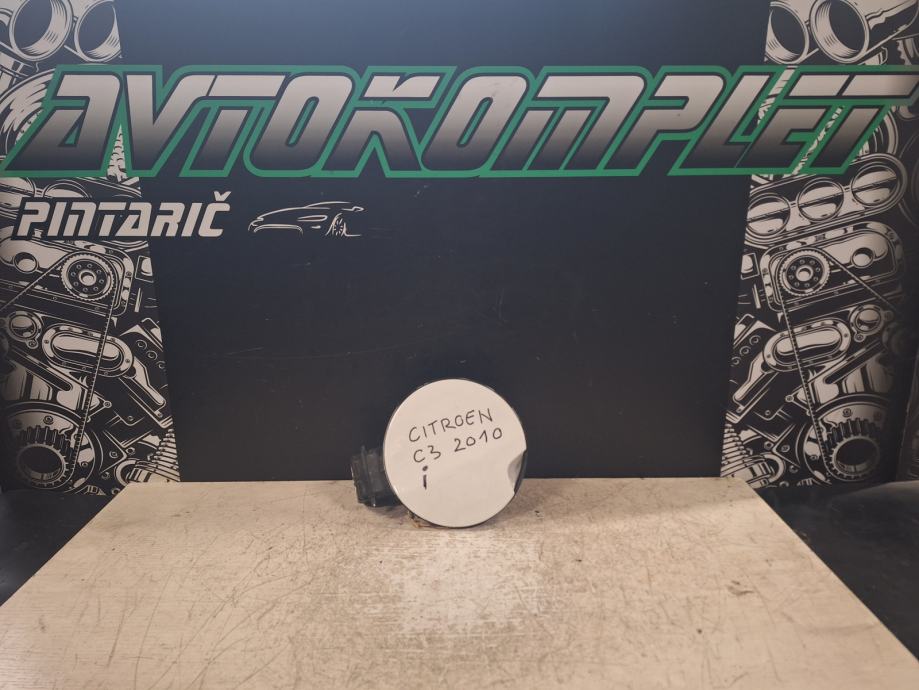 AVTOKOMPLET
PINTARIČ
CITROEN
C3 2010
i